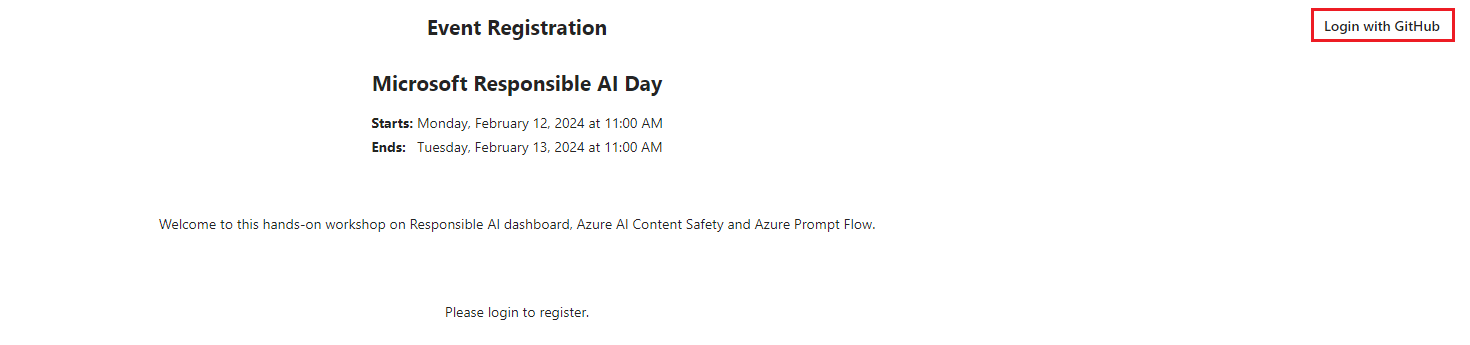 Event Registration
Login with GitHub
Microsoft Responsible AI Day
Starts: Monday, February 12, 2024 at 11:00 AM
Ends: Tuesday, February 13, 2024 at 11:00 AM
Welcome to this hands-on workshop on Responsible AI dashboard, Azure AI Content Safety and Azure Prompt Flow.
Please login to register.